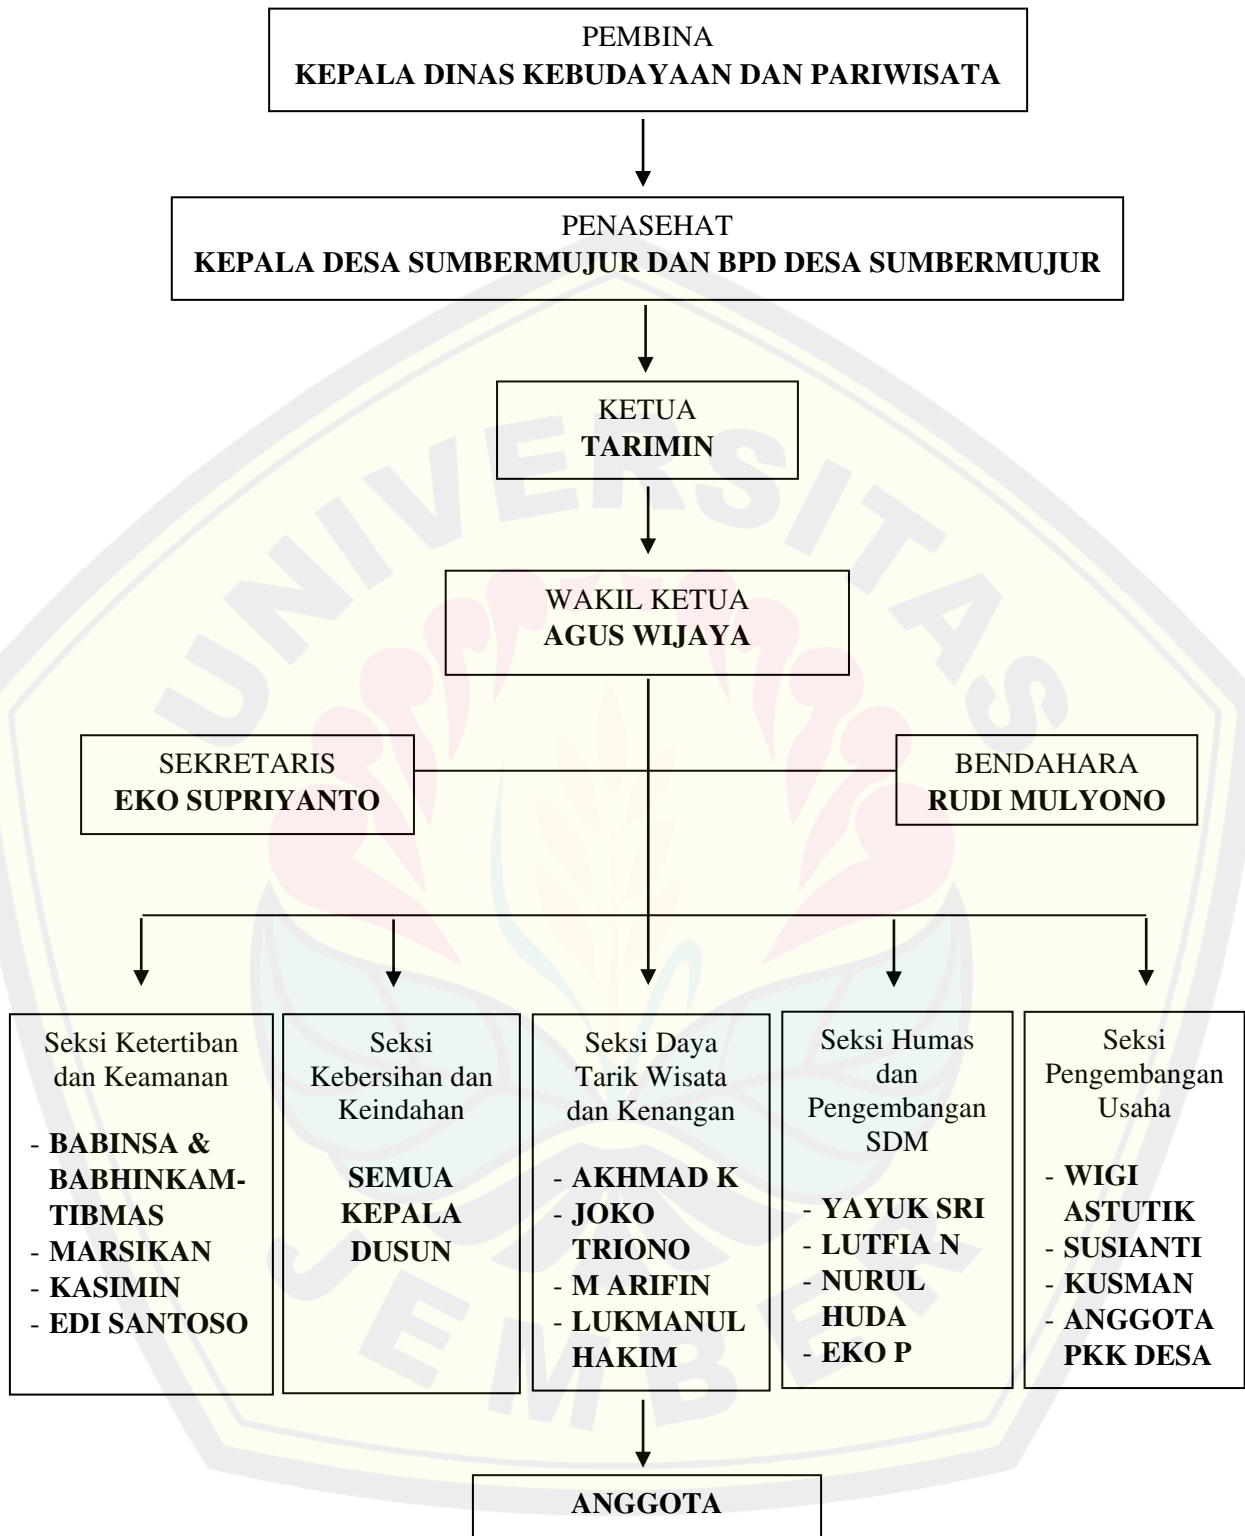 PEMBINA
KEPALA DINAS KEBUDAYAAN DAN PARIWISATA
PENASEHAT
KEPALA DESA SUMBERMUJUR DAN BPD DESA SUMBERMUJUR
KETUA
TARIMIN
WAKIL KETUA
AGUS WIJAYA
SEKRETARIS
EKO SUPRIYANTO
BENDAHARA
RUDI MULYONO
Seksi Ketertiban
dan Keamanan
- BABINSA &
BABHINKAM-
TIBMAS
- MARSIKAN
- KASIMIN
- EDI SANTOSO
Seksi
Kebersihan dan
Keindahan
SEMUA
KEPALA
DUSUN
Seksi Daya
Tarik Wisata
dan Kenangan
- AKHMAD K
- JOKO
TRIONO
- M ARIFIN
- LUKMANUL
HAKIM
Seksi Humas
dan
Pengembangan
SDM
- YAYUK SRI
- LUTFIA N
- NURUL
HUDA
- EKO P
Seksi
Pengembangan
Usaha
- WIGI
ASTUTIK
- SUSIANTI
- KUSMAN
- ANGGOTA
PKK DESA
ANGGOTA
UNIVERSITAS
JEMBER